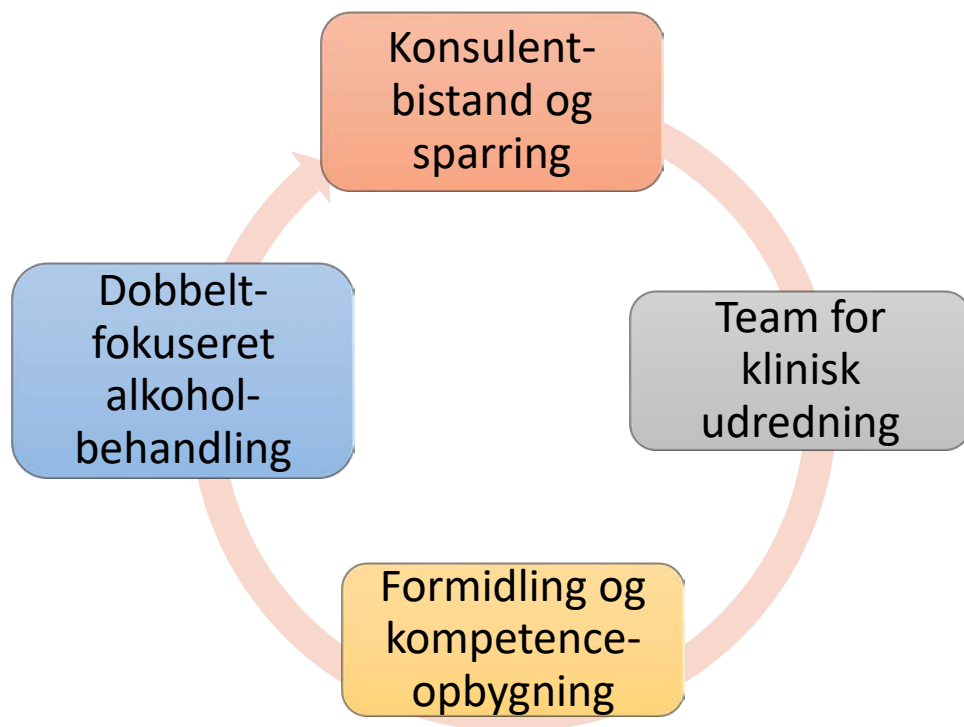 Konsulent-
bistand og
sparring
Team for
klinisk
udredning
Formidling og
kompetence-
opbygning
Dobbelt-
fokuseret
alkohol-
behandling